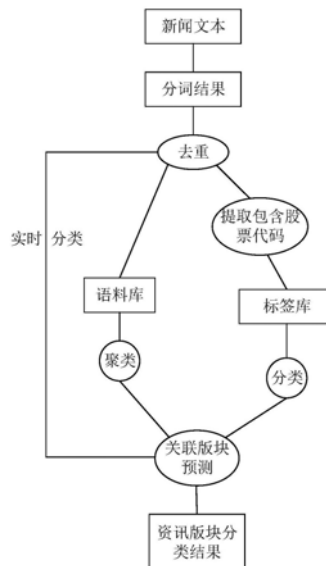 新闻文本
分词结果
去重
提取包含股
票代码
实时 分类
语料库
标签库
聚类
分类
关联版块
预测
资讯版块分
类结果